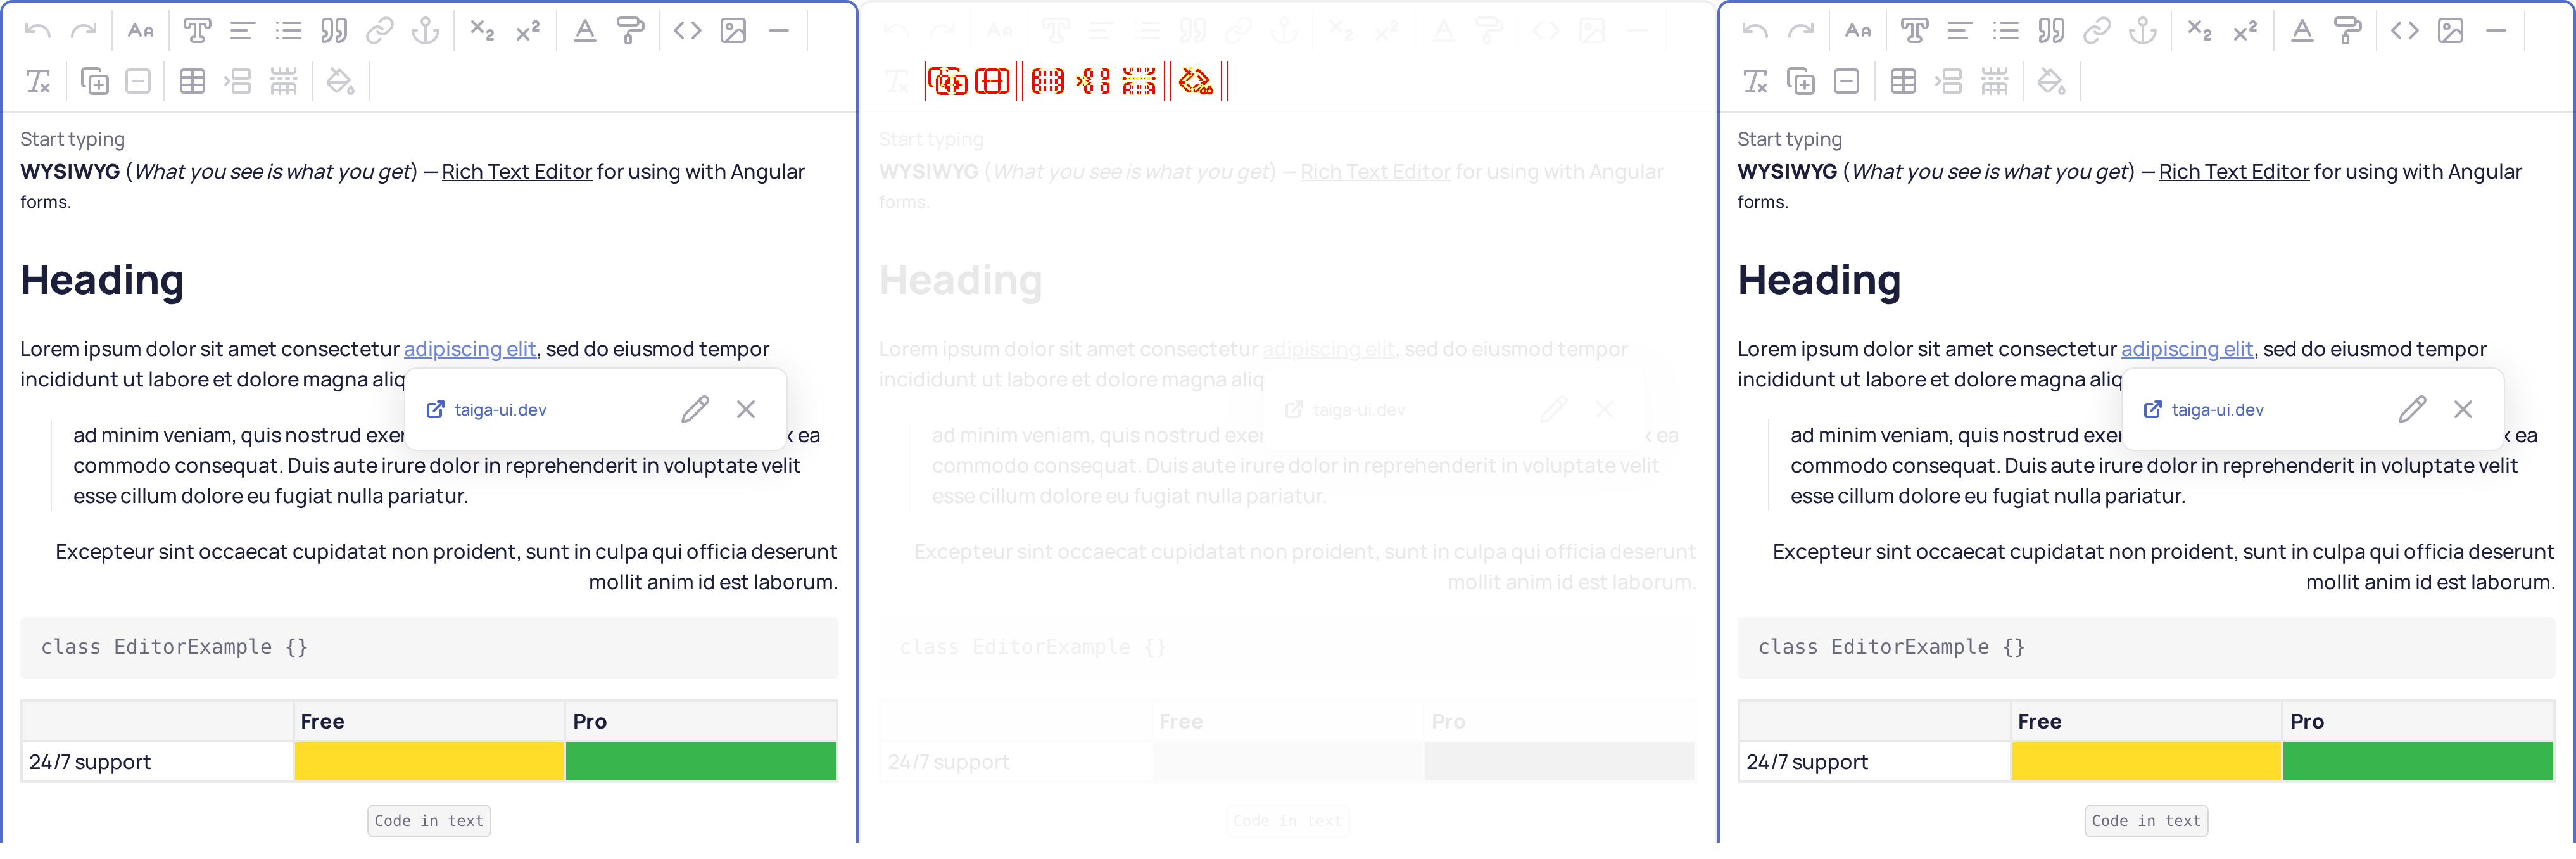 Start typing
WYSIWYG (What you see is what you get) — Rich Text Editor for using with Angular
forms.
Heading
Lorem ipsum dolor sit amet consectetur adipiscing elit, sed do eiusmod tempor
incididunt ut labore et dolore magna aliq
taiga-ui.dev
ad minim veniam, quis nostrud exer x ea
commodo consequat. Duis aute irure dolor in reprehenderit in voluptate velit
esse cillum dolore eu fugiat nulla pariatur.
Excepteur sint occaecat cupidatat non proident, sunt in culpa qui officia deserunt
mollit anim id est laborum.
class EditorExample {}
Free Pro
24/7 support
Code in text
Start typing
WYSIWYG (What you see is what you get) — Rich Text Editor for using with Angular
forms.
Heading
Lorem ipsum dolor sit amet consectetur adipiscing elit, sed do eiusmod tempor
incididunt ut labore et dolore magna aliq
taiga-ui.dev
ad minim veniam, quis nostrud exer x ea
commodo consequat. Duis aute irure dolor in reprehenderit in voluptate velit
esse cillum dolore eu fugiat nulla pariatur.
Excepteur sint occaecat cupidatat non proident, sunt in culpa qui officia deserunt
mollit anim id est laborum.
class EditorExample {}
Free Pro
24/7 support
Code in text
Start typing
WYSIWYG (What you see is what you get) — Rich Text Editor for using with Angular
forms.
Heading
Lorem ipsum dolor sit amet consectetur adipiscing elit, sed do eiusmod tempor
incididunt ut labore et dolore magna aliq
taiga-ui.dev
ad minim veniam, quis nostrud exer x ea
commodo consequat. Duis aute irure dolor in reprehenderit in voluptate velit
esse cillum dolore eu fugiat nulla pariatur.
Excepteur sint occaecat cupidatat non proident, sunt in culpa qui officia deserunt
mollit anim id est laborum.
class EditorExample {}
Free Pro
24/7 support
Code in text